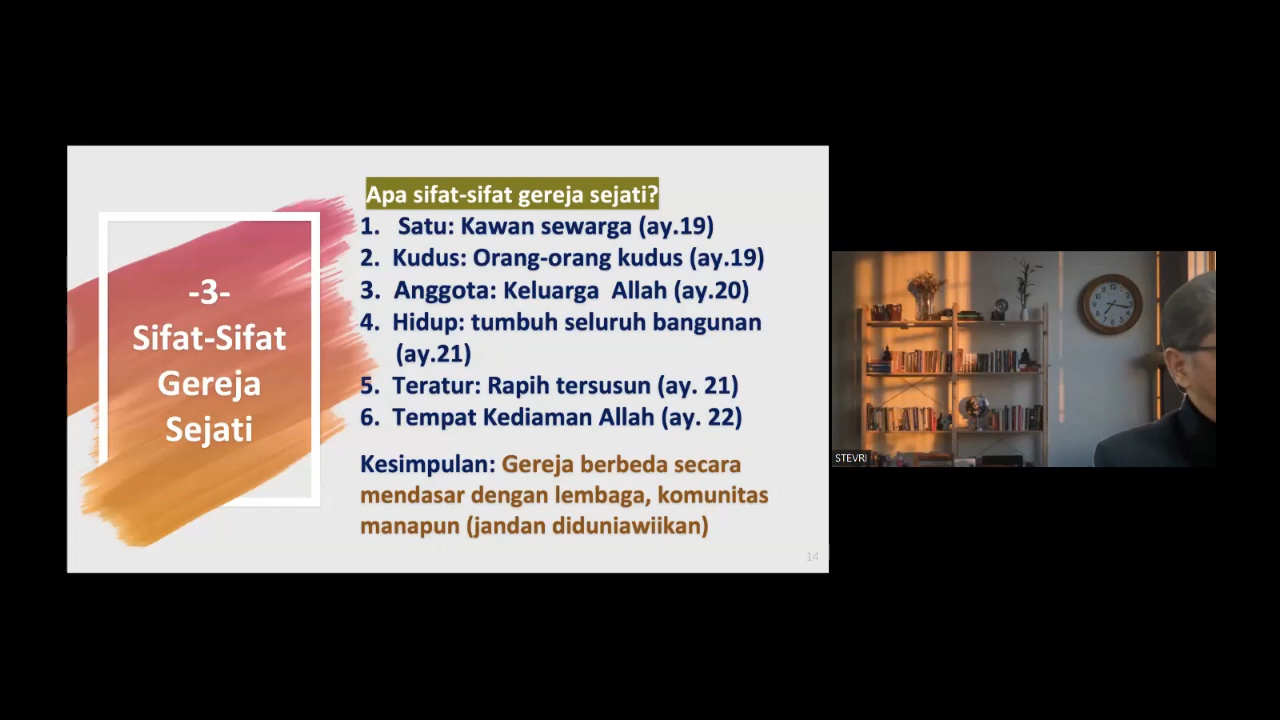 -3-
Sifat-Sifat
Gereja
Sejati
Apa sifat-sifat gereja sejati?
1. Satu: Kawan sewarga (ay.19)
2. Kudus: Orang-orang kudus (ay.19)
3. Anggota: Keluarga Allah (ay.20)
4. Hidup: tumbuh seluruh bangunan
(ay.21)
5. Teratur: Rapih tersusun (ay. 21)
6. Tempat Kediaman Allah (ay. 22)
Kesimpulan: Gereja berbeda secara
mendasar dengan lembaga, komunitas
manapun (jandan diduniawiikan)
14
STEVRI